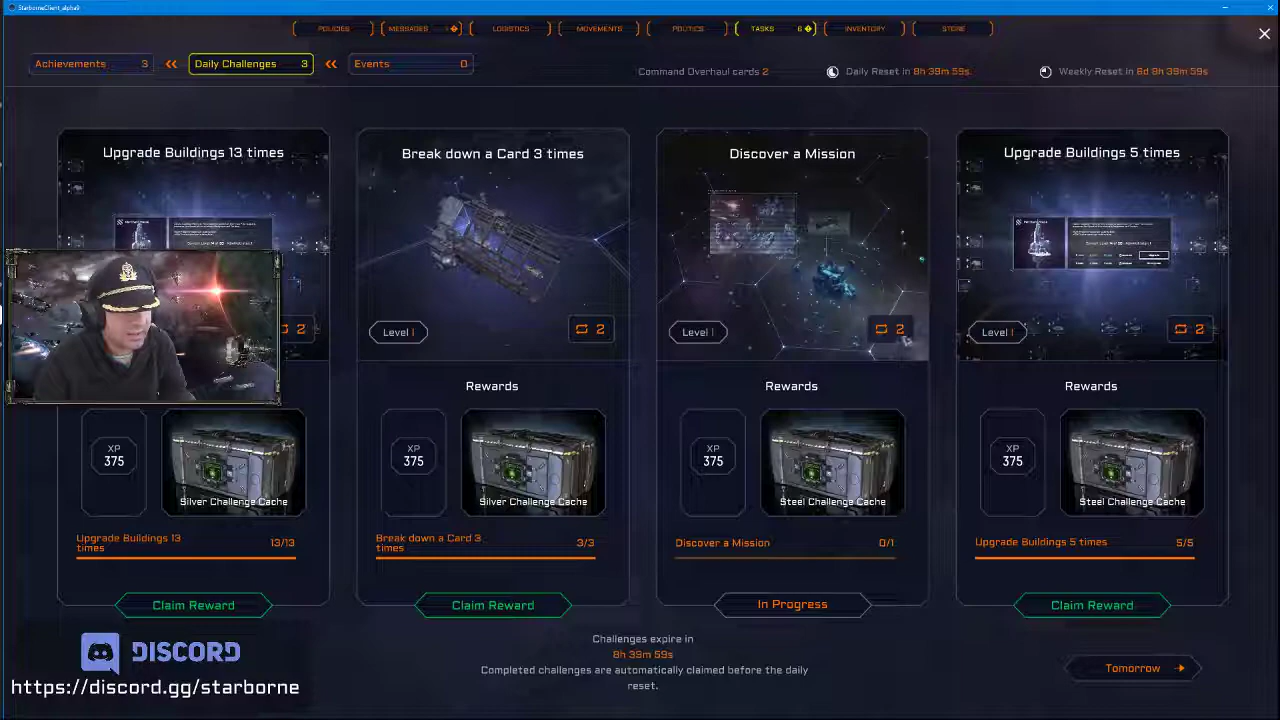 StarborneClient_alpha9
POLICIES
MESSAGES
LOGISTICS
MOVEMENTS
POLITICS
TASKS 6
INVENTORY
STORE
Achievements 3
Daily Challenges 3
Events 0
Command Overhaul cards 2
Daily Reset in 8h 39m 59s.
Weekly Reset in 6d 8h 39m 59s
Upgrade Buildings 13 times
2
XP
375
Silver Challenge Cache
Upgrade Buildings 13
times
13/13
Claim Reward
Break down a Card 3 times
Level I
2
Rewards
XP
375
Silver Challenge Cache
Break down a Card 3
times
3/3
Claim Reward
Discover a Mission
Level I
2
Rewards
XP
375
Steel Challenge Cache
Discover a Mission 0/1
In Progress
Upgrade Buildings 5 times
Level I
2
Rewards
XP
375
Steel Challenge Cache
Upgrade Buildings 5 times 5/5
Claim Reward
DISCORD
https://discord.gg/starborne
Challenges expire in
8h 39m 59s
Completed challenges are automatically claimed before the daily
reset.
Tomorrow